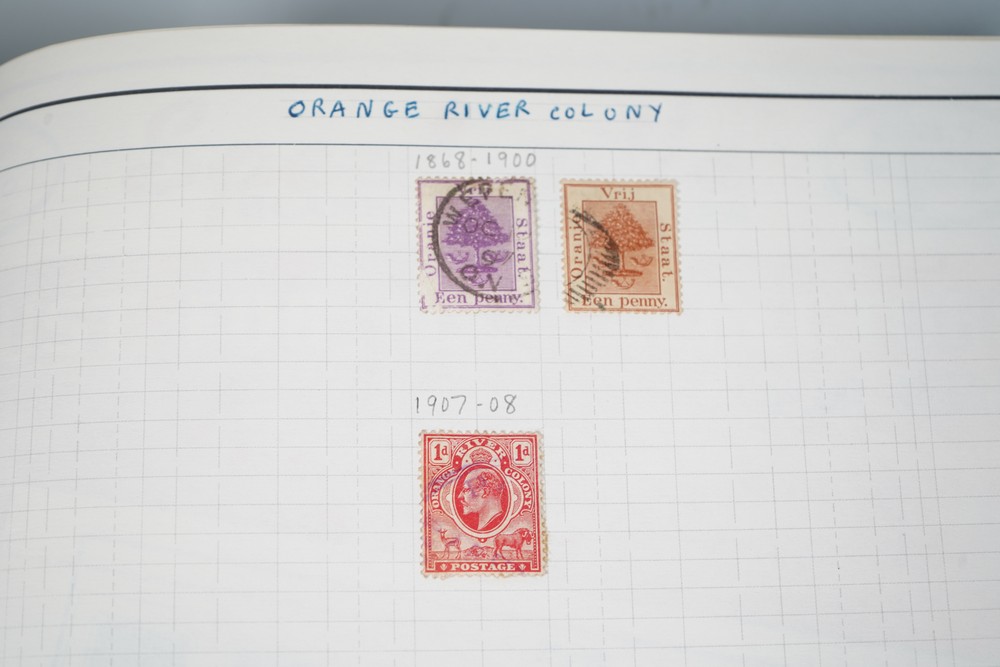 ORANGE RIVER COLONY
1868-1900
Vrij
Oranje
Staat.
Een penny.
Vrij
Oranje
Staat.
Een penny.
1907-08
1d RIVER 1d
ORANGE COLONY
POSTAGE